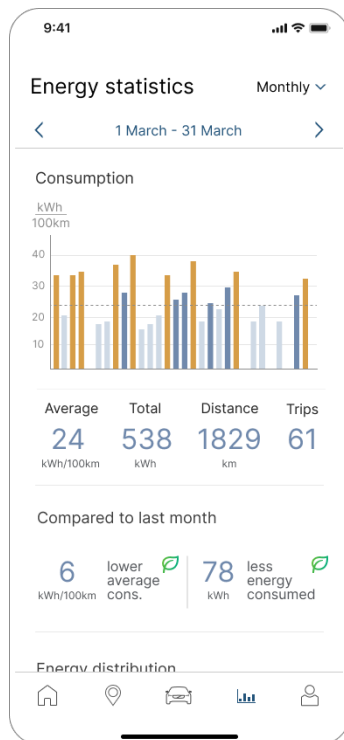 9:41
Energy statistics
Monthly
1 March - 31 March
Consumption
kWh
100km
40
30
20
10
Average Total Distance Trips
24 538 1829 61
kWh/100km kWh km
Compared to last month
6 lower average cons.
kWh/100km
78 less energy consumed
kWh
Energy distribution